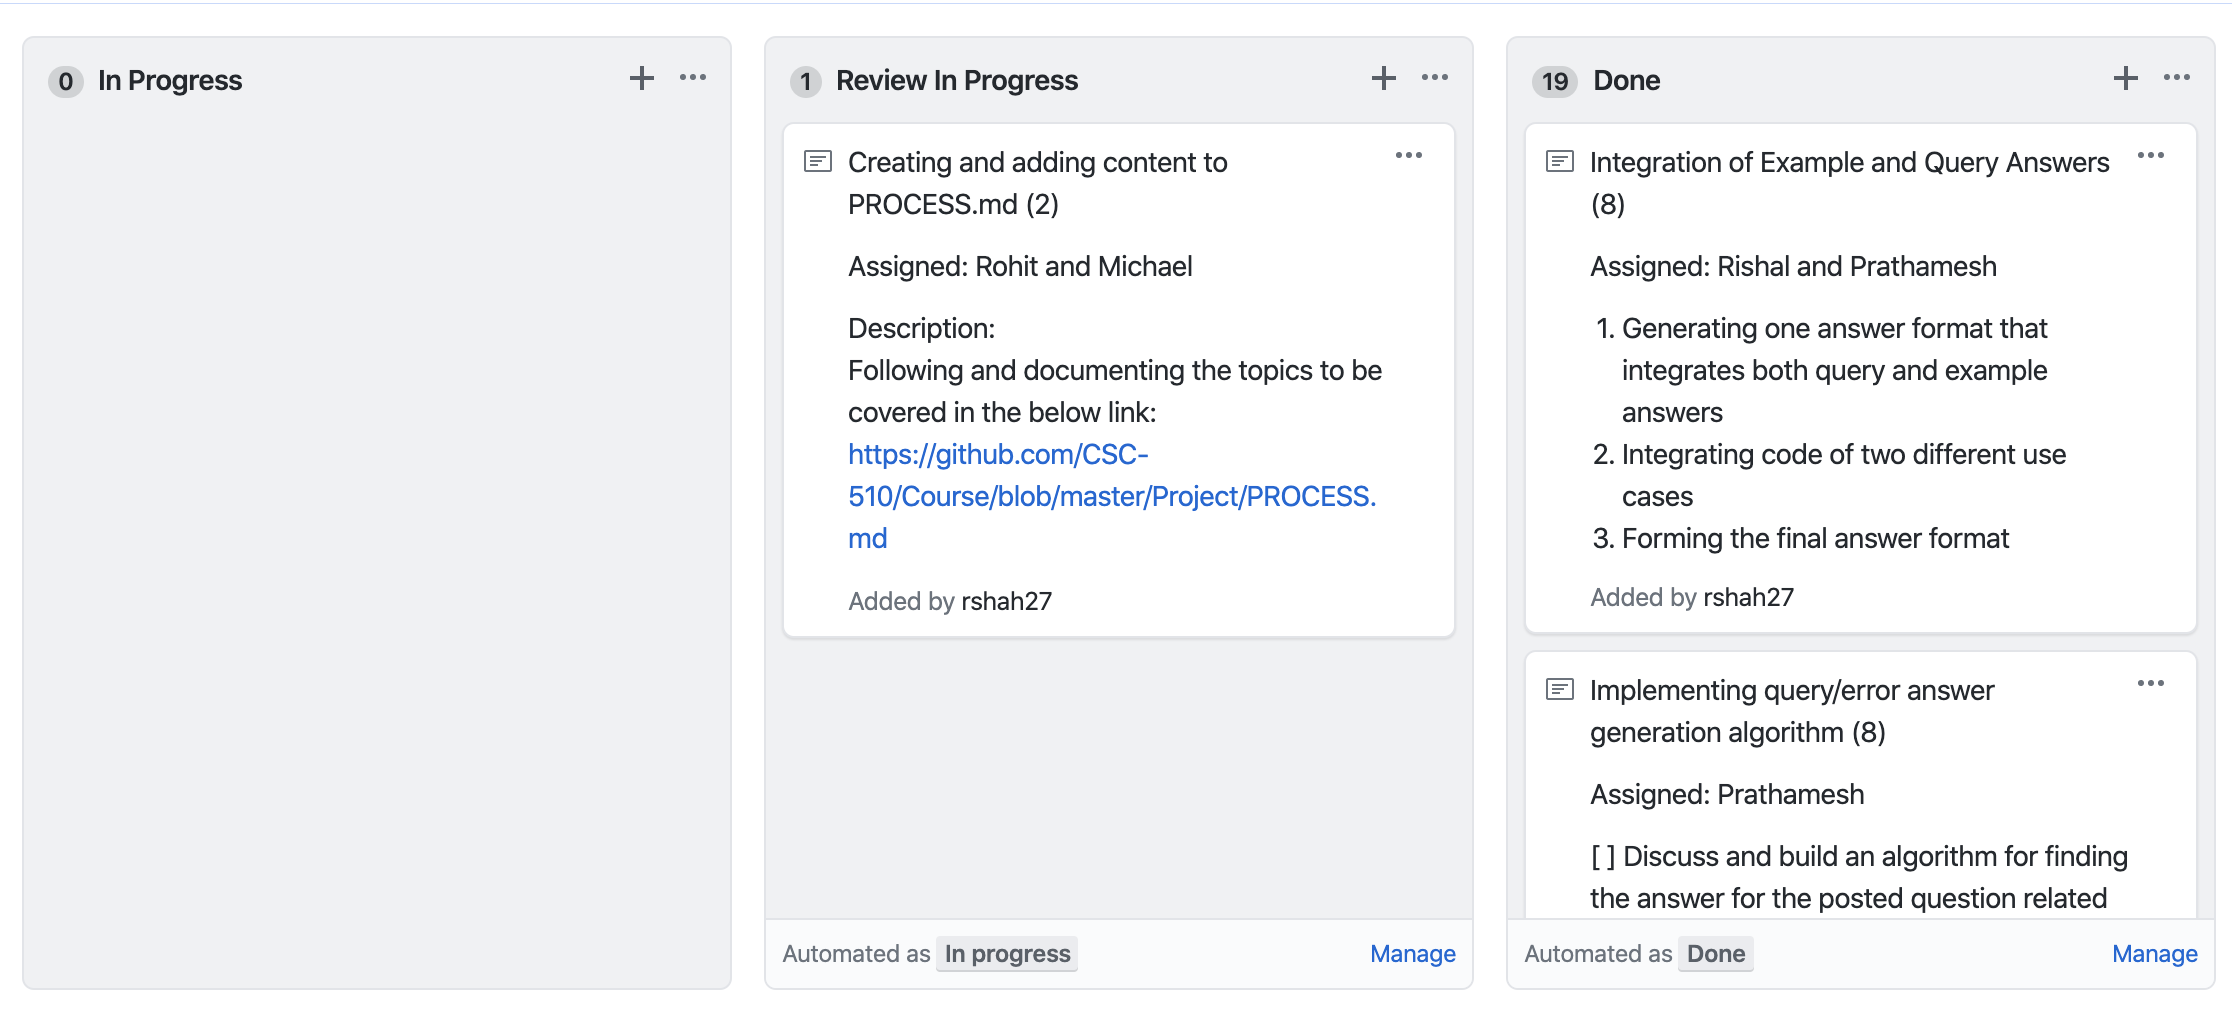 0 In Progress
1 Review In Progress
Creating and adding content to
PROCESS.md (2)
Assigned: Rohit and Michael
Description:
Following and documenting the topics to be
covered in the below link:
https://github.com/CSC-
510/Course/blob/master/Project/PROCESS.
md
Added by rshah27
Automated as In progress
Manage
19 Done
Integration of Example and Query Answers
(8)
Assigned: Rishal and Prathamesh
1. Generating one answer format that
integrates both query and example
answers
2. Integrating code of two different use
cases
3. Forming the final answer format
Added by rshah27
Implementing query/error answer
generation algorithm (8)
Assigned: Prathamesh
[ ] Discuss and build an algorithm for finding
the answer for the posted question related
Automated as Done
Manage